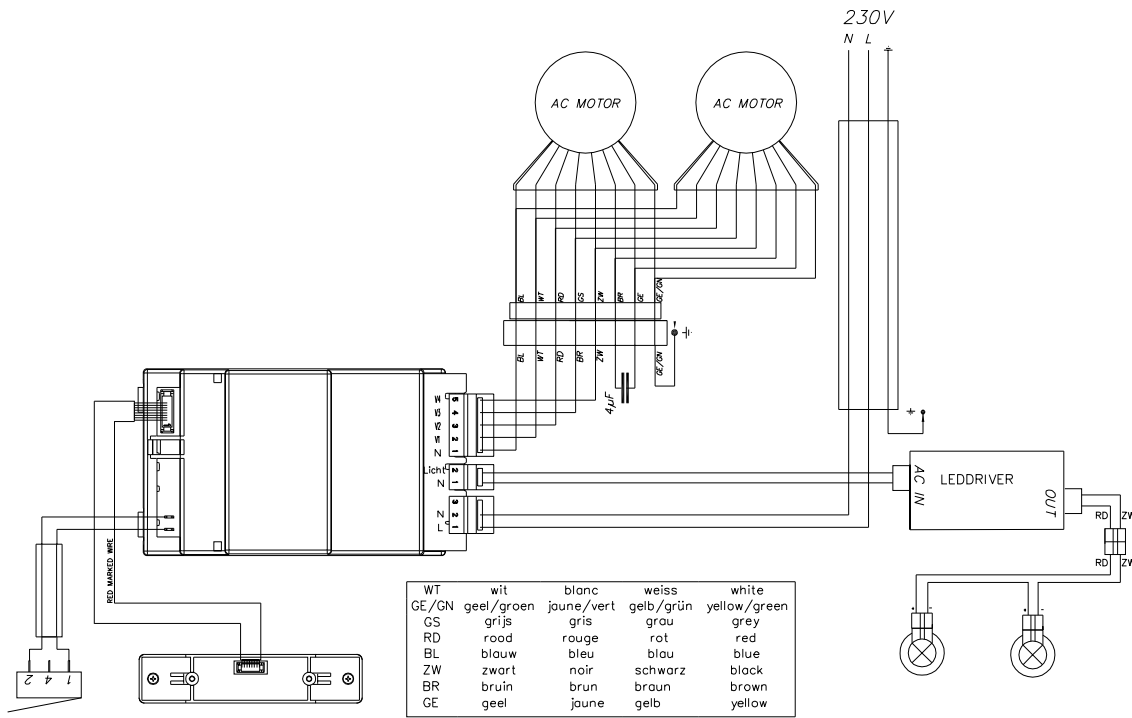 230V
N L
AC MOTOR AC MOTOR
BL WT RD GS ZW BR GE GE/GN
BL WT RD BR ZW GE/GN
4µF
V4 5
V3 4
V2 3
V1 2
N 1
Licht 2
N 1
3
N 2
L 1
AC IN LEDDRIVER OUT
RD ZW
RD ZW
+ - + -
RED MARKED WIRE
2 4 1
WT wit blanc weiss white
GE/GN geel/groen jaune/vert gelb/grün yellow/green
GS grijs gris grau grey
RD rood rouge rot red
BL blauw bleu blau blue
ZW zwart noir schwarz black
BR bruin brun braun brown
GE geel jaune gelb yellow